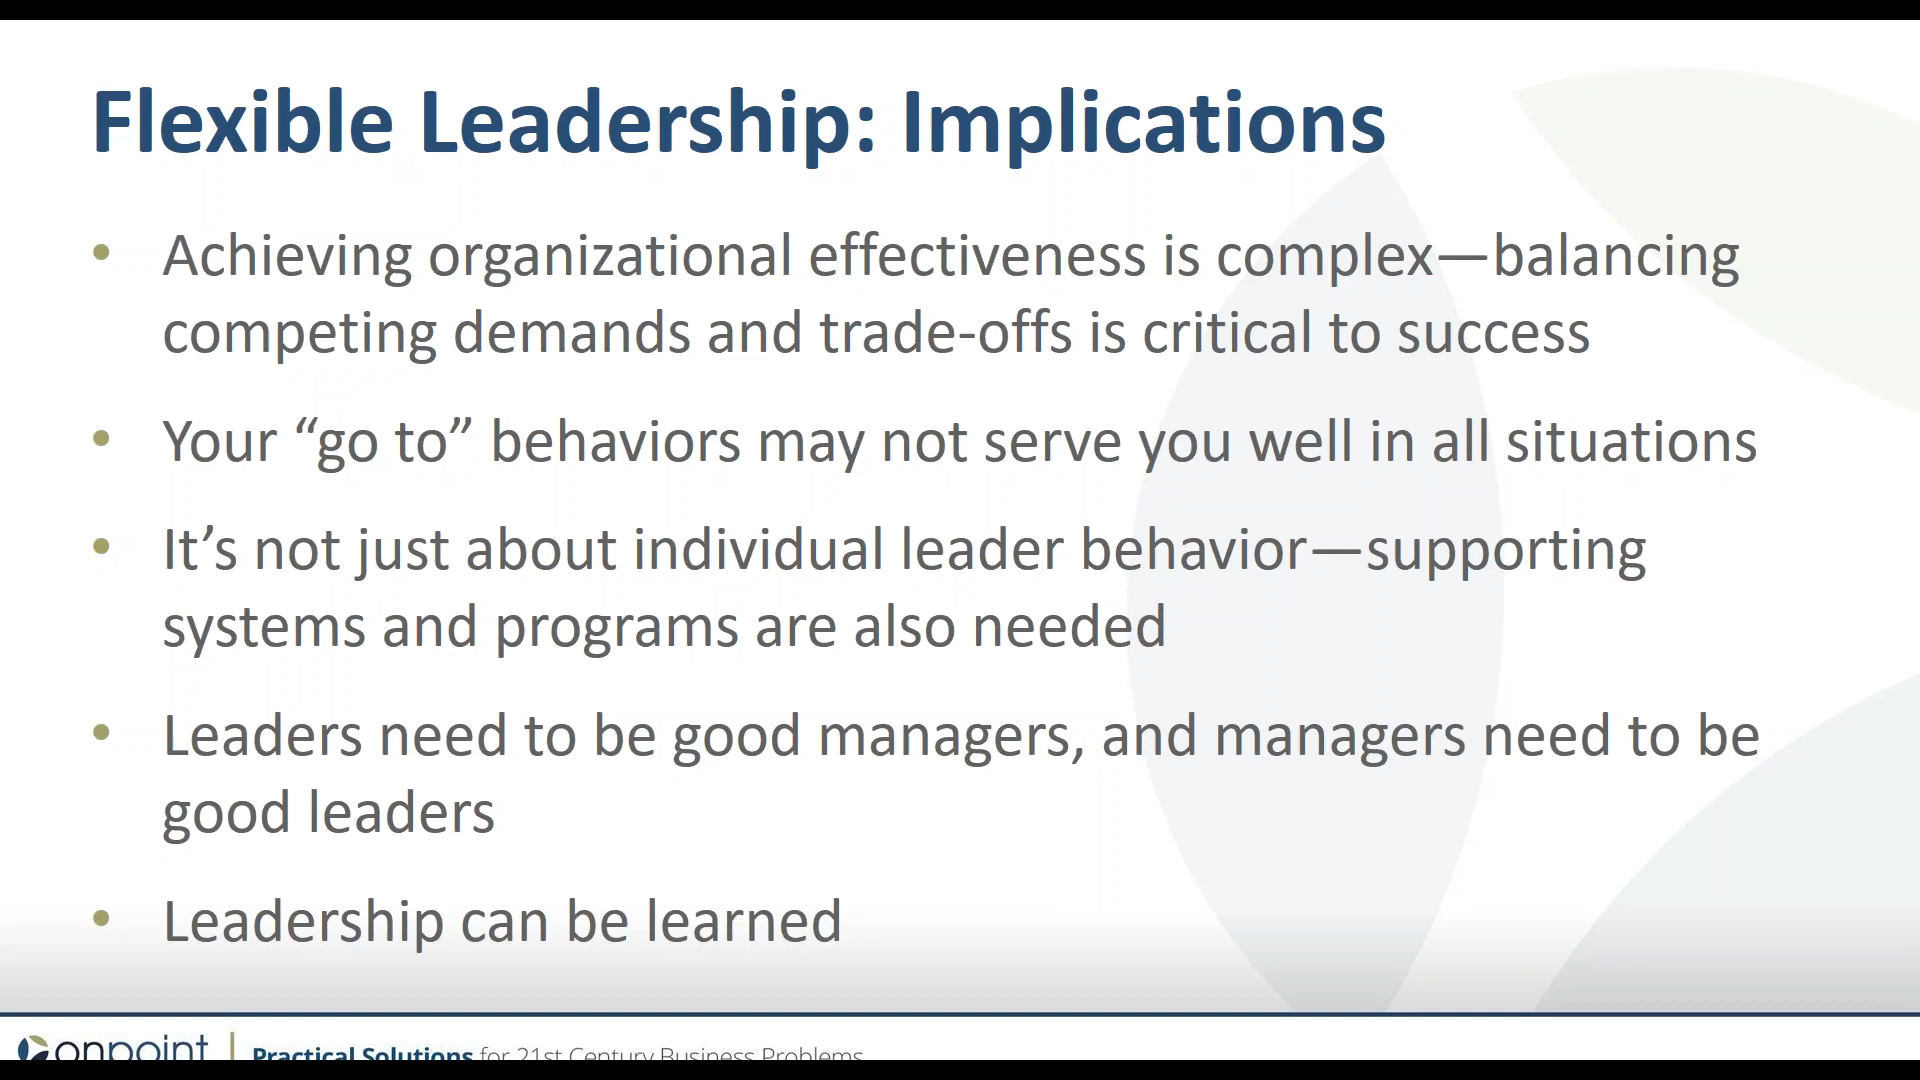 Flexible Leadership: Implications
• Achieving organizational effectiveness is complex—balancing
competing demands and trade-offs is critical to success
• Your “go to” behaviors may not serve you well in all situations
• It’s not just about individual leader behavior—supporting
systems and programs are also needed
• Leaders need to be good managers, and managers need to be
good leaders
• Leadership can be learned
onpoint | Practical Solutions for 21st Century Business Problems